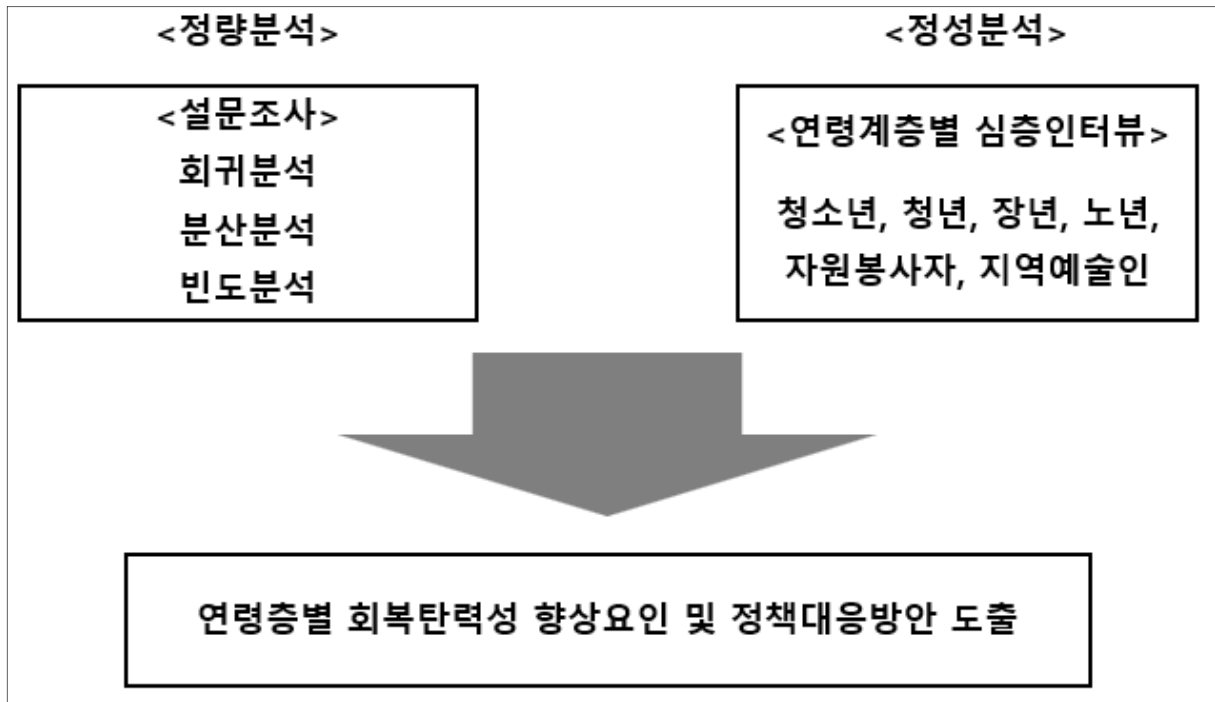 <정량분석>
<설문조사>
회귀분석
분산분석
빈도분석
<정성분석>
<연령계층별 심층인터뷰>
청소년, 청년, 장년, 노년,
자원봉사자, 지역예술인
연령층별 회복탄력성 향상요인 및 정책대응방안 도출